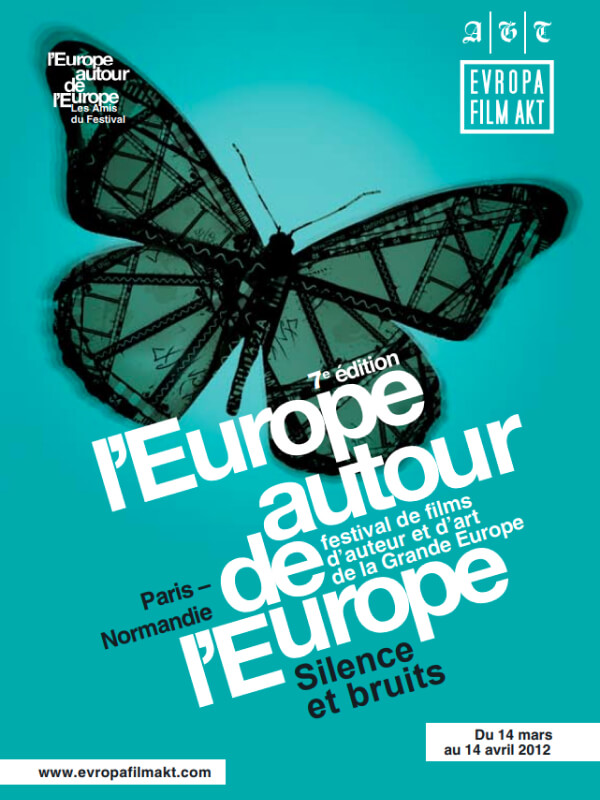 l'Europe
autour
de
l'Europe
Les Amis
du Festival
A|F|T
EVROPA
FILM AKT
7e édition
l'Europe
autour
de
festival de films
d'auteur et d'art
de la Grande Europe
l'Europe
Paris –
Normandie
Silence
et bruits
Du 14 mars
au 14 avril 2012
www.evropafilmakt.com